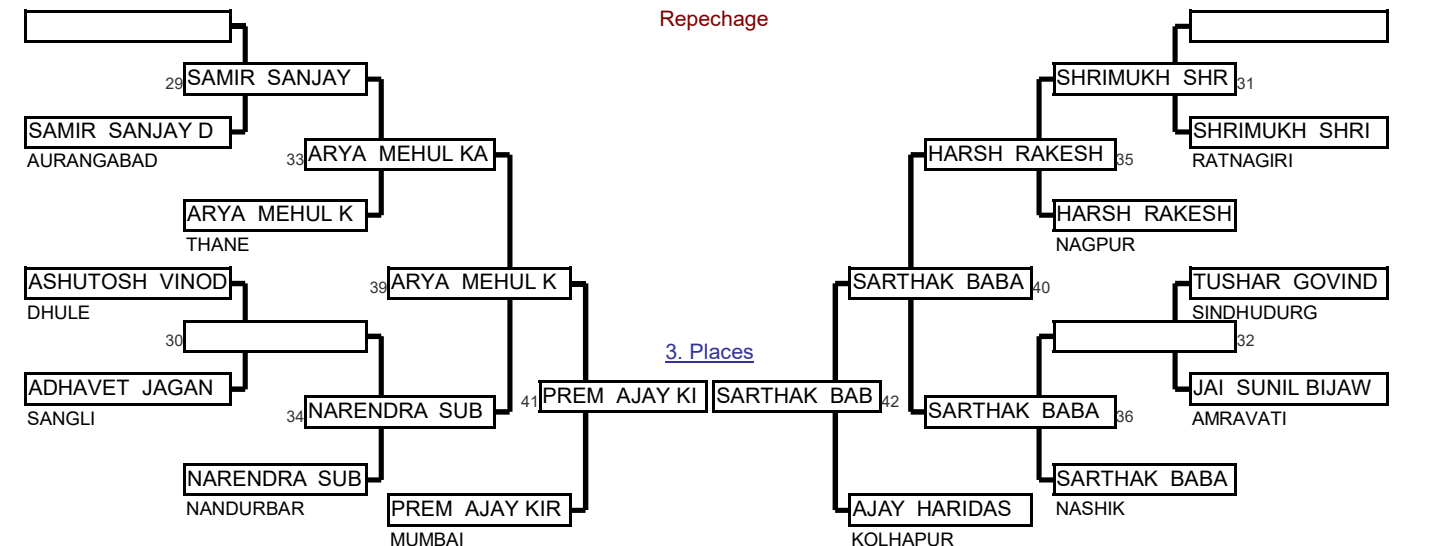 Repechage
29 SAMIR SANJAY
SHRIMUKH SHR 31
SAMIR SANJAY D
SHRIMUKH SHRI
AURANGABAD
RATNAGIRI
33 ARYA MEHUL KA
HARSH RAKESH 35
ARYA MEHUL K
HARSH RAKESH
THANE
NAGPUR
ASHUTOSH VINOD
39 ARYA MEHUL K
SARTHAK BABA 40
TUSHAR GOVIND
DHULE
SINDHUDURG
30
32
3. Places
ADHAVET JAGAN
JAI SUNIL BIJAW
41 PREM AJAY KI
SARTHAK BAB 42
SANGLI
34 NARENDRA SUB
SARTHAK BABA 36
AMRAVATI
NARENDRA SUB
SARTHAK BABA
NANDURBAR
PREM AJAY KIR
AJAY HARIDAS
NASHIK
MUMBAI
KOLHAPUR